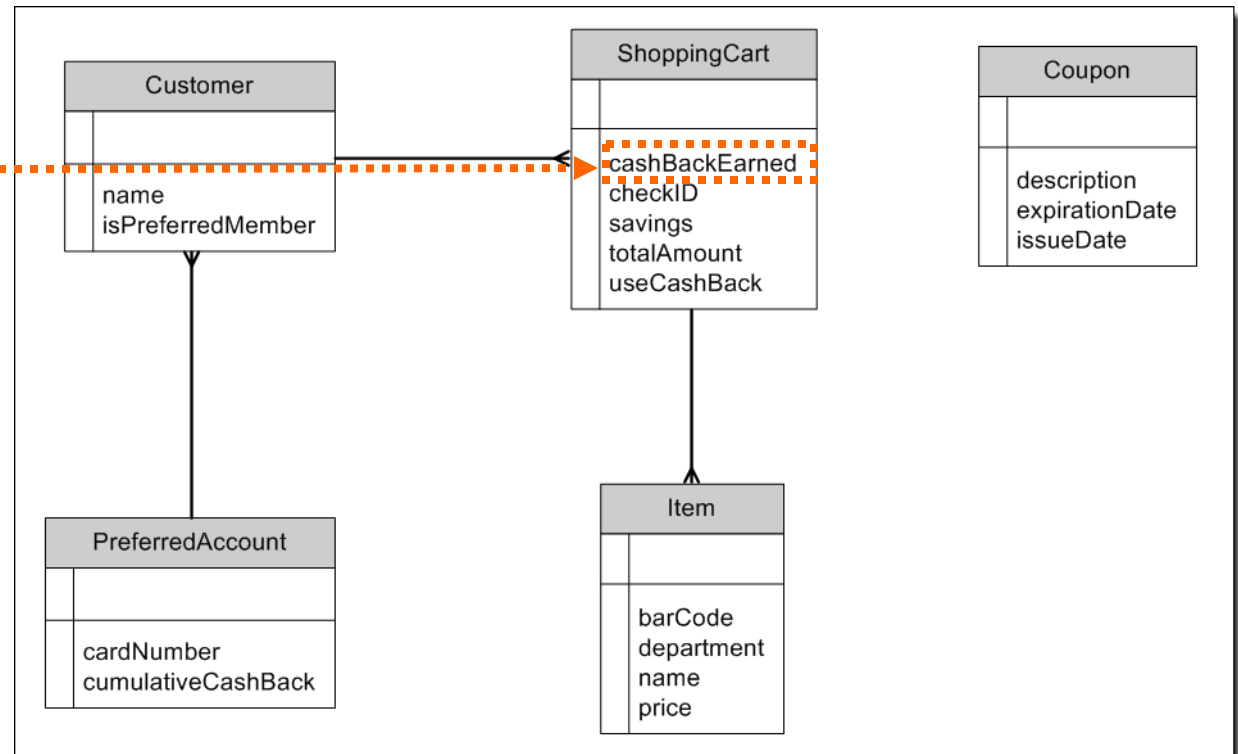 Customer
name
isPreferredMember
ShoppingCart
cashBackEarned
checkID
savings
totalAmount
useCashBack
Coupon
description
expirationDate
issueDate
PreferredAccount
cardNumber
cumulativeCashBack
Item
barCode
department
name
price